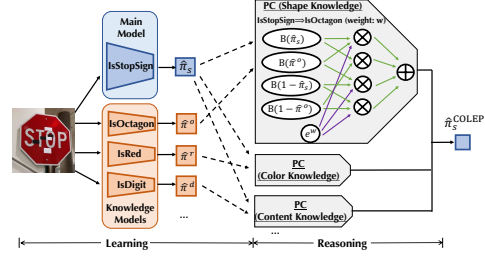 Main
Model
IsStopSign
π̂s
STOP
IsOctagon
π̂ᵒ
IsRed
π̂ʳ
IsDigit
π̂ᵈ
Knowledge
Models
...
PC (Shape Knowledge)
IsStopSign⟹IsOctagon (weight: w)
B(π̂s)
B(π̂ᵒ)
B(1 − π̂s)
B(1 − π̂ᵒ)
eʷ
⊗
⊗
⊗
⊗
⊕
PC
(Color Knowledge)
PC
(Content Knowledge)
...
π̂s^COLEP
Learning
Reasoning